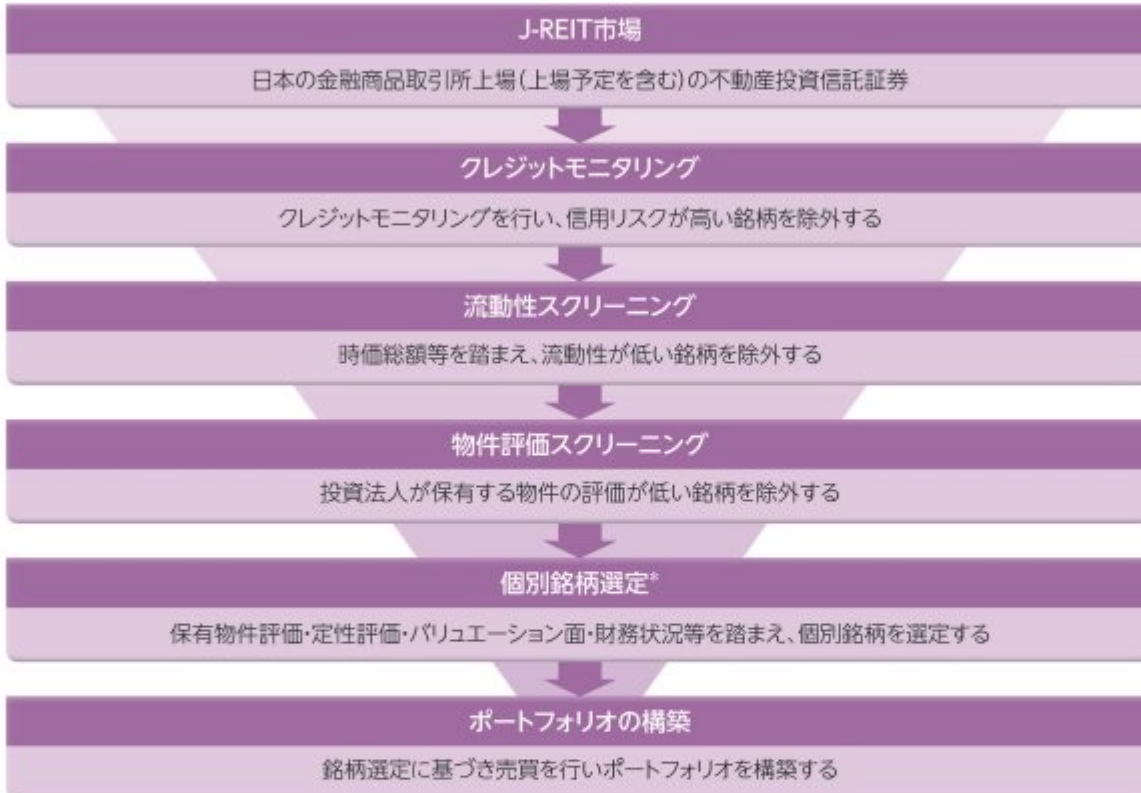 J-REIT市場
日本の金融商品取引所上場(上場予定を含む)の不動産投資信託証券
クレジットモニタリング
クレジットモニタリングを行い、信用リスクが高い銘柄を除外する
流動性スクリーニング
時価総額等を踏まえ、流動性が低い銘柄を除外する
物件評価スクリーニング
投資法人が保有する物件の評価が低い銘柄を除外する
個別銘柄選定*
保有物件評価・定性評価・バリュエーション面・財務状況等を踏まえ、個別銘柄を選定する
ポートフォリオの構築
銘柄選定に基づき売買を行いポートフォリオを構築する